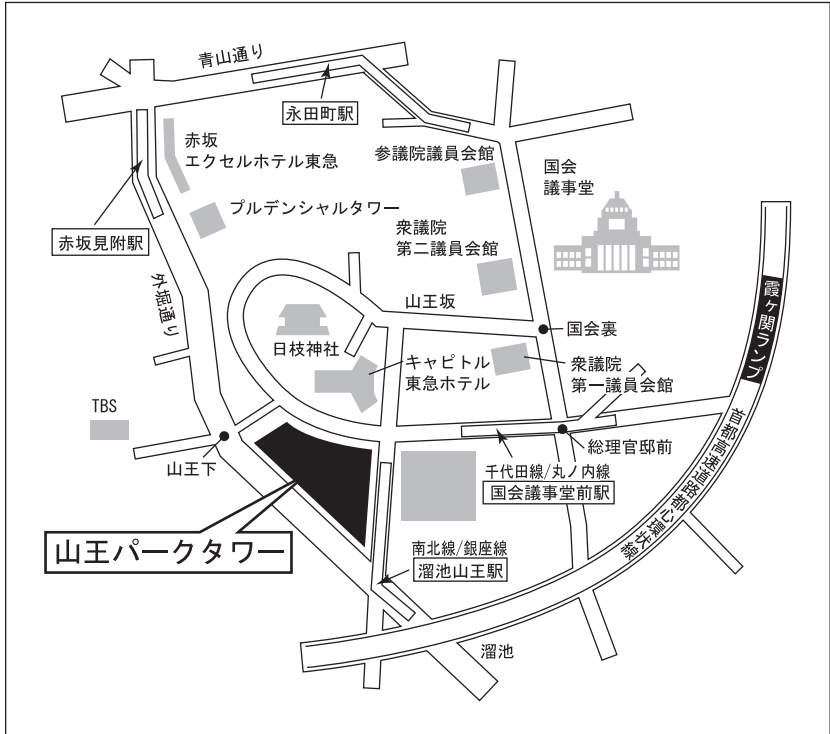 青山通り
永田町駅
赤坂
エクセルホテル東急
参議院議員会館
国会
議事堂
プルデンシャルタワー
赤坂見附駅
衆議院
第二議員会館
外堀通り
山王坂
霞ヶ関ランプ
国会裏
日枝神社
キャピトル
東急ホテル
衆議院
第一議員会館
TBS
首都高速道路都心環状線
総理官邸前
山王下
千代田線/丸ノ内線
国会議事堂前駅
山王パークタワー
南北線/銀座線
溜池山王駅
溜池